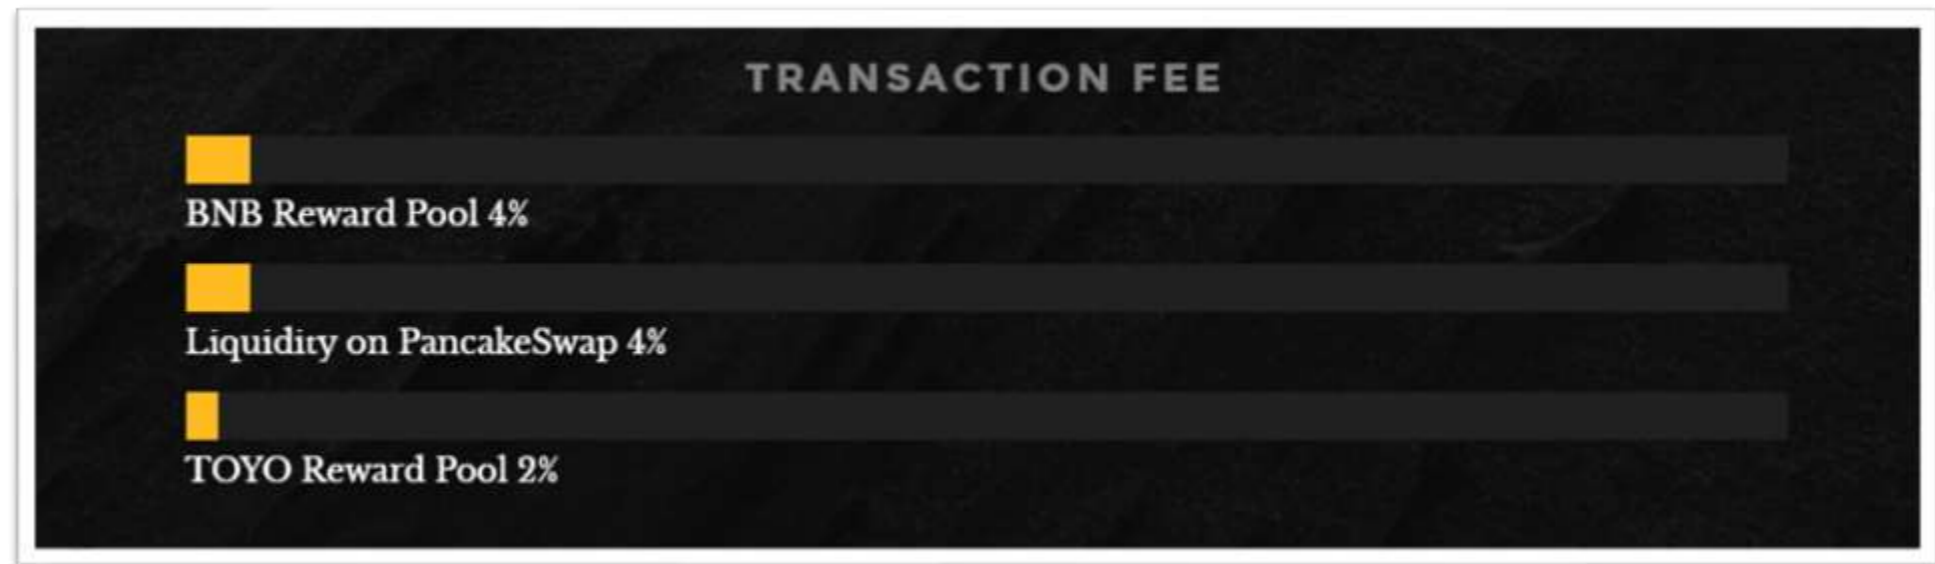 TRANSACTION FEE
BNB Reward Pool 4%
Liquidity on PancakeSwap 4%
TOYO Reward Pool 2%